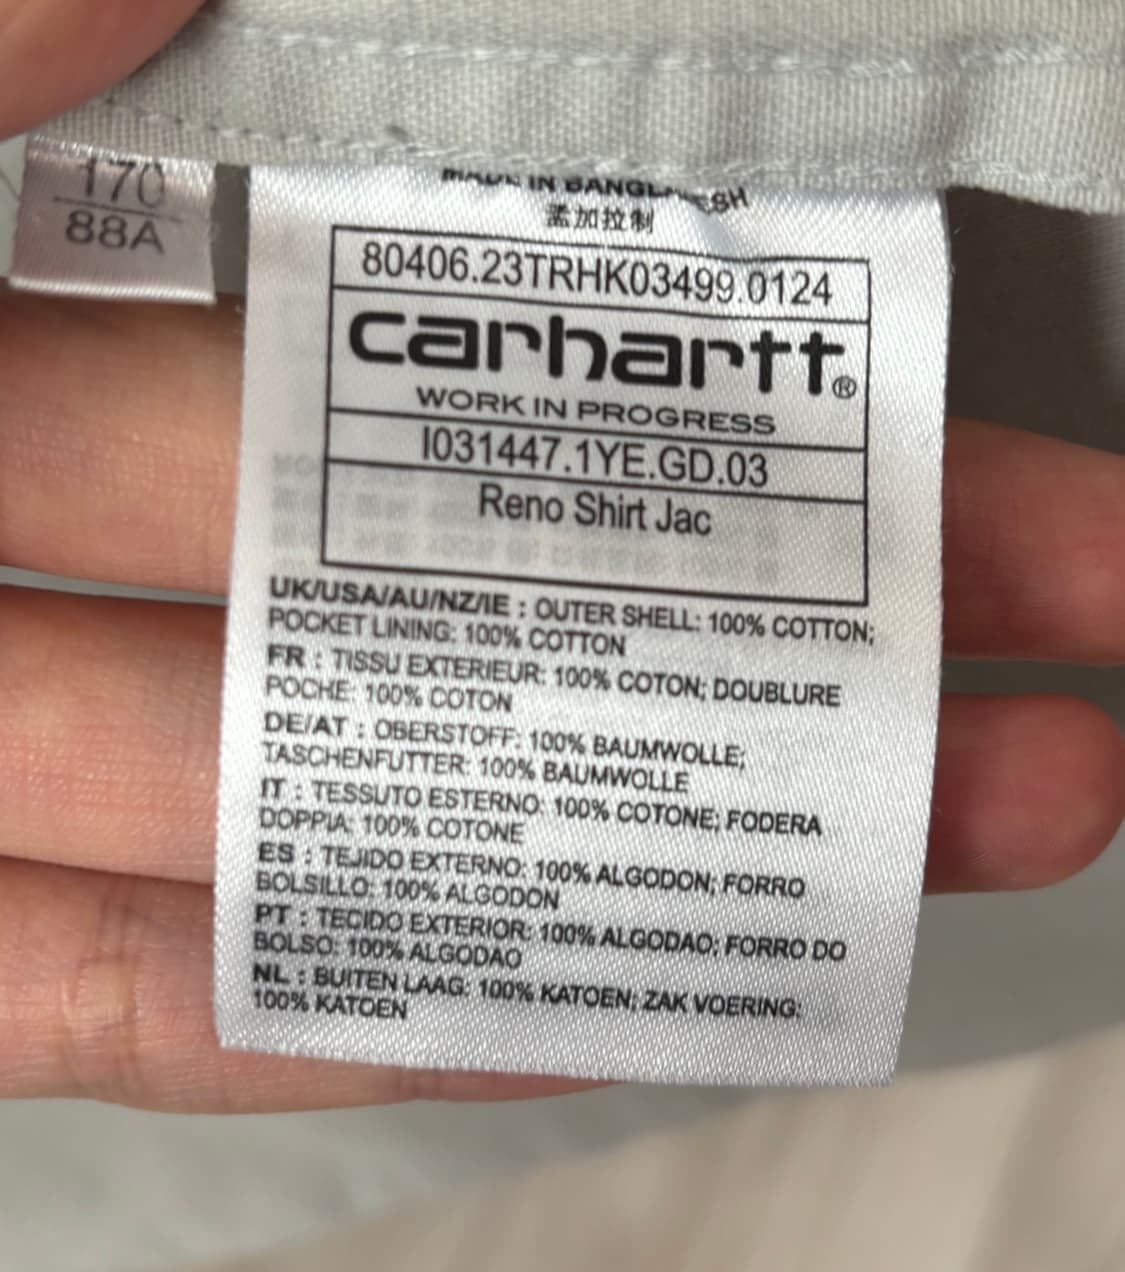 170
88A
MADE IN BANGLADESH
孟加拉制
80406.23TRHK03499.0124
carhartt®
WORK IN PROGRESS
I031447.1YE.GD.03
Reno Shirt Jac
UK/USA/AU/NZ/IE : OUTER SHELL: 100% COTTON;
POCKET LINING: 100% COTTON
FR : TISSU EXTERIEUR: 100% COTON; DOUBLURE
POCHE: 100% COTON
DE/AT : OBERSTOFF: 100% BAUMWOLLE;
TASCHENFUTTER: 100% BAUMWOLLE
IT : TESSUTO ESTERNO: 100% COTONE; FODERA
DOPPIA: 100% COTONE
ES : TEJIDO EXTERNO: 100% ALGODON; FORRO
BOLSILLO: 100% ALGODON
PT : TECIDO EXTERIOR: 100% ALGODAO; FORRO DO
BOLSO: 100% ALGODAO
NL : BUITEN LAAG: 100% KATOEN; ZAK VOERING:
100% KATOEN